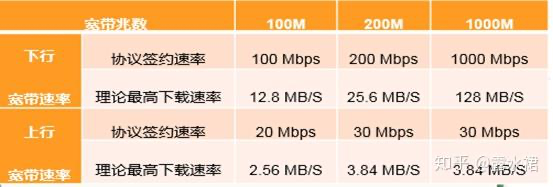 宽带兆数 100M 200M 1000M
下行 协议签约速率 100 Mbps 200 Mbps 1000 Mbps
宽带速率 理论最高下载速率 12.8 MB/S 25.6 MB/S 128 MB/S
上行 协议签约速率 20 Mbps 30 Mbps 30 Mbps
宽带速率 理论最高下载速率 2.56 MB/S 3.84 MB/S 3.84 MB/S
知乎